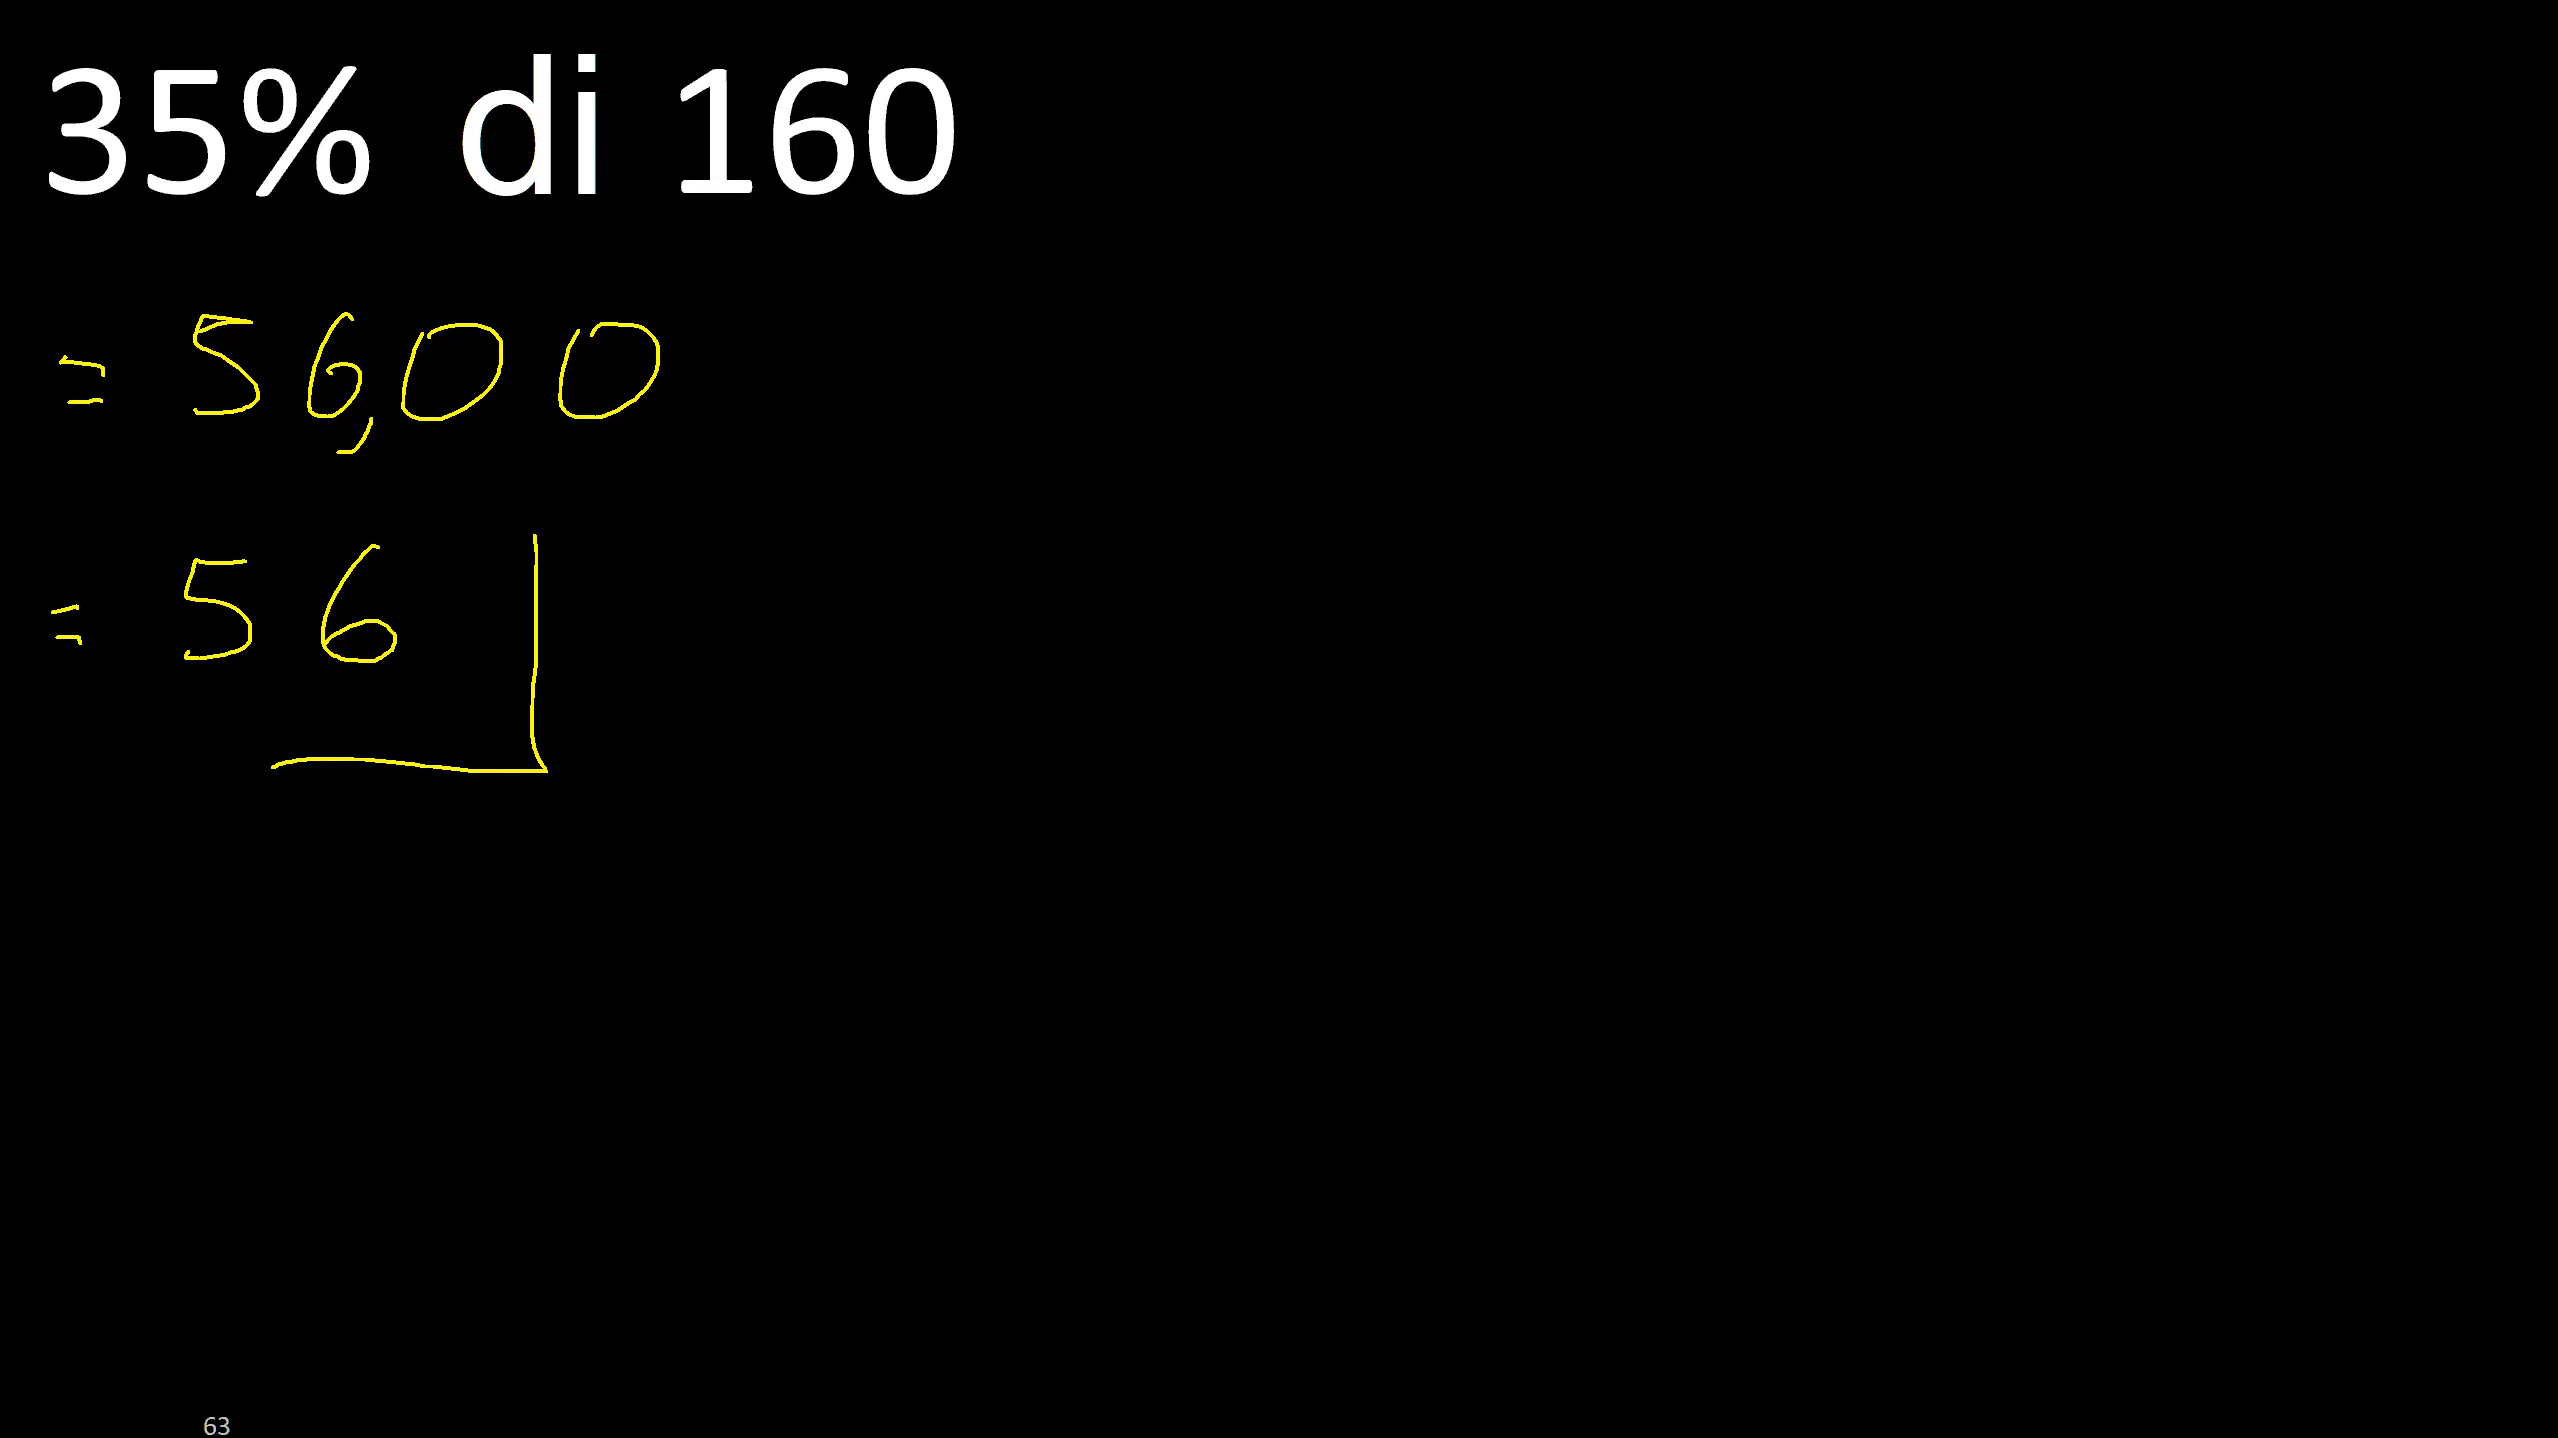 35% di 160
= 56,00
= 56
63